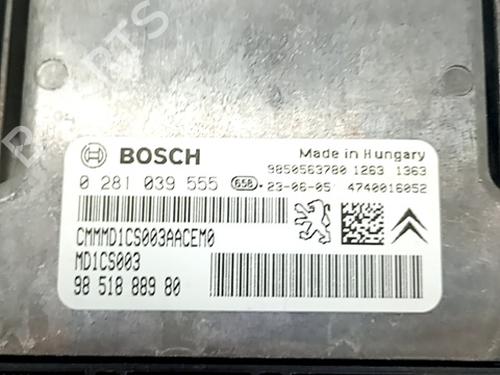 BOSCH
Made in Hungary
9850563780 1263 1363
0 281 039 555 658 23-06-05 4740016052
CMMMD1CS003AACEM0
MD1CS003
98 518 889 80